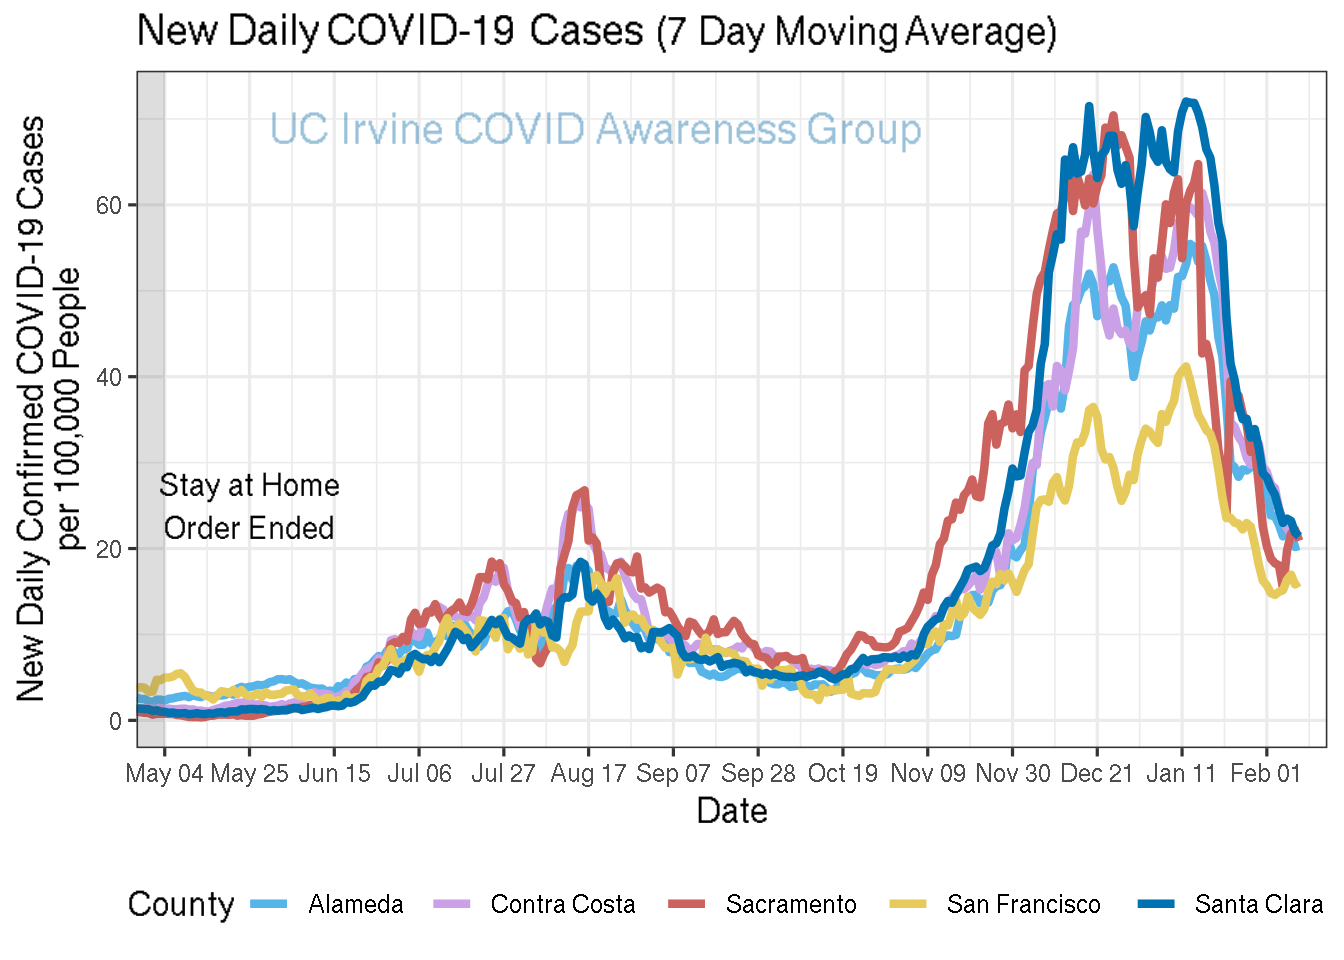 New Daily COVID-19 Cases (7 Day Moving Average)
UC Irvine COVID Awareness Group
New Daily Confirmed COVID-19 Cases
per 100,000 People
60
40
20
0
Stay at Home
Order Ended
May 04 May 25 Jun 15 Jul 06 Jul 27 Aug 17 Sep 07 Sep 28 Oct 19 Nov 09 Nov 30 Dec 21 Jan 11 Feb 01
Date
County Alameda Contra Costa Sacramento San Francisco Santa Clara